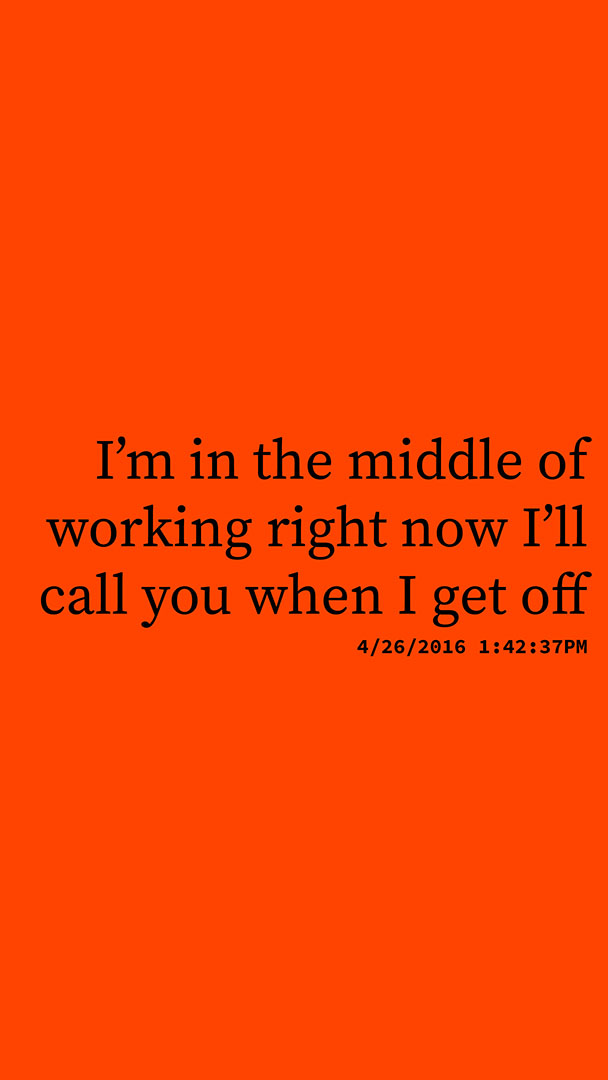 I’m in the middle of
working right now I’ll
call you when I get off
4/26/2016 1:42:37PM